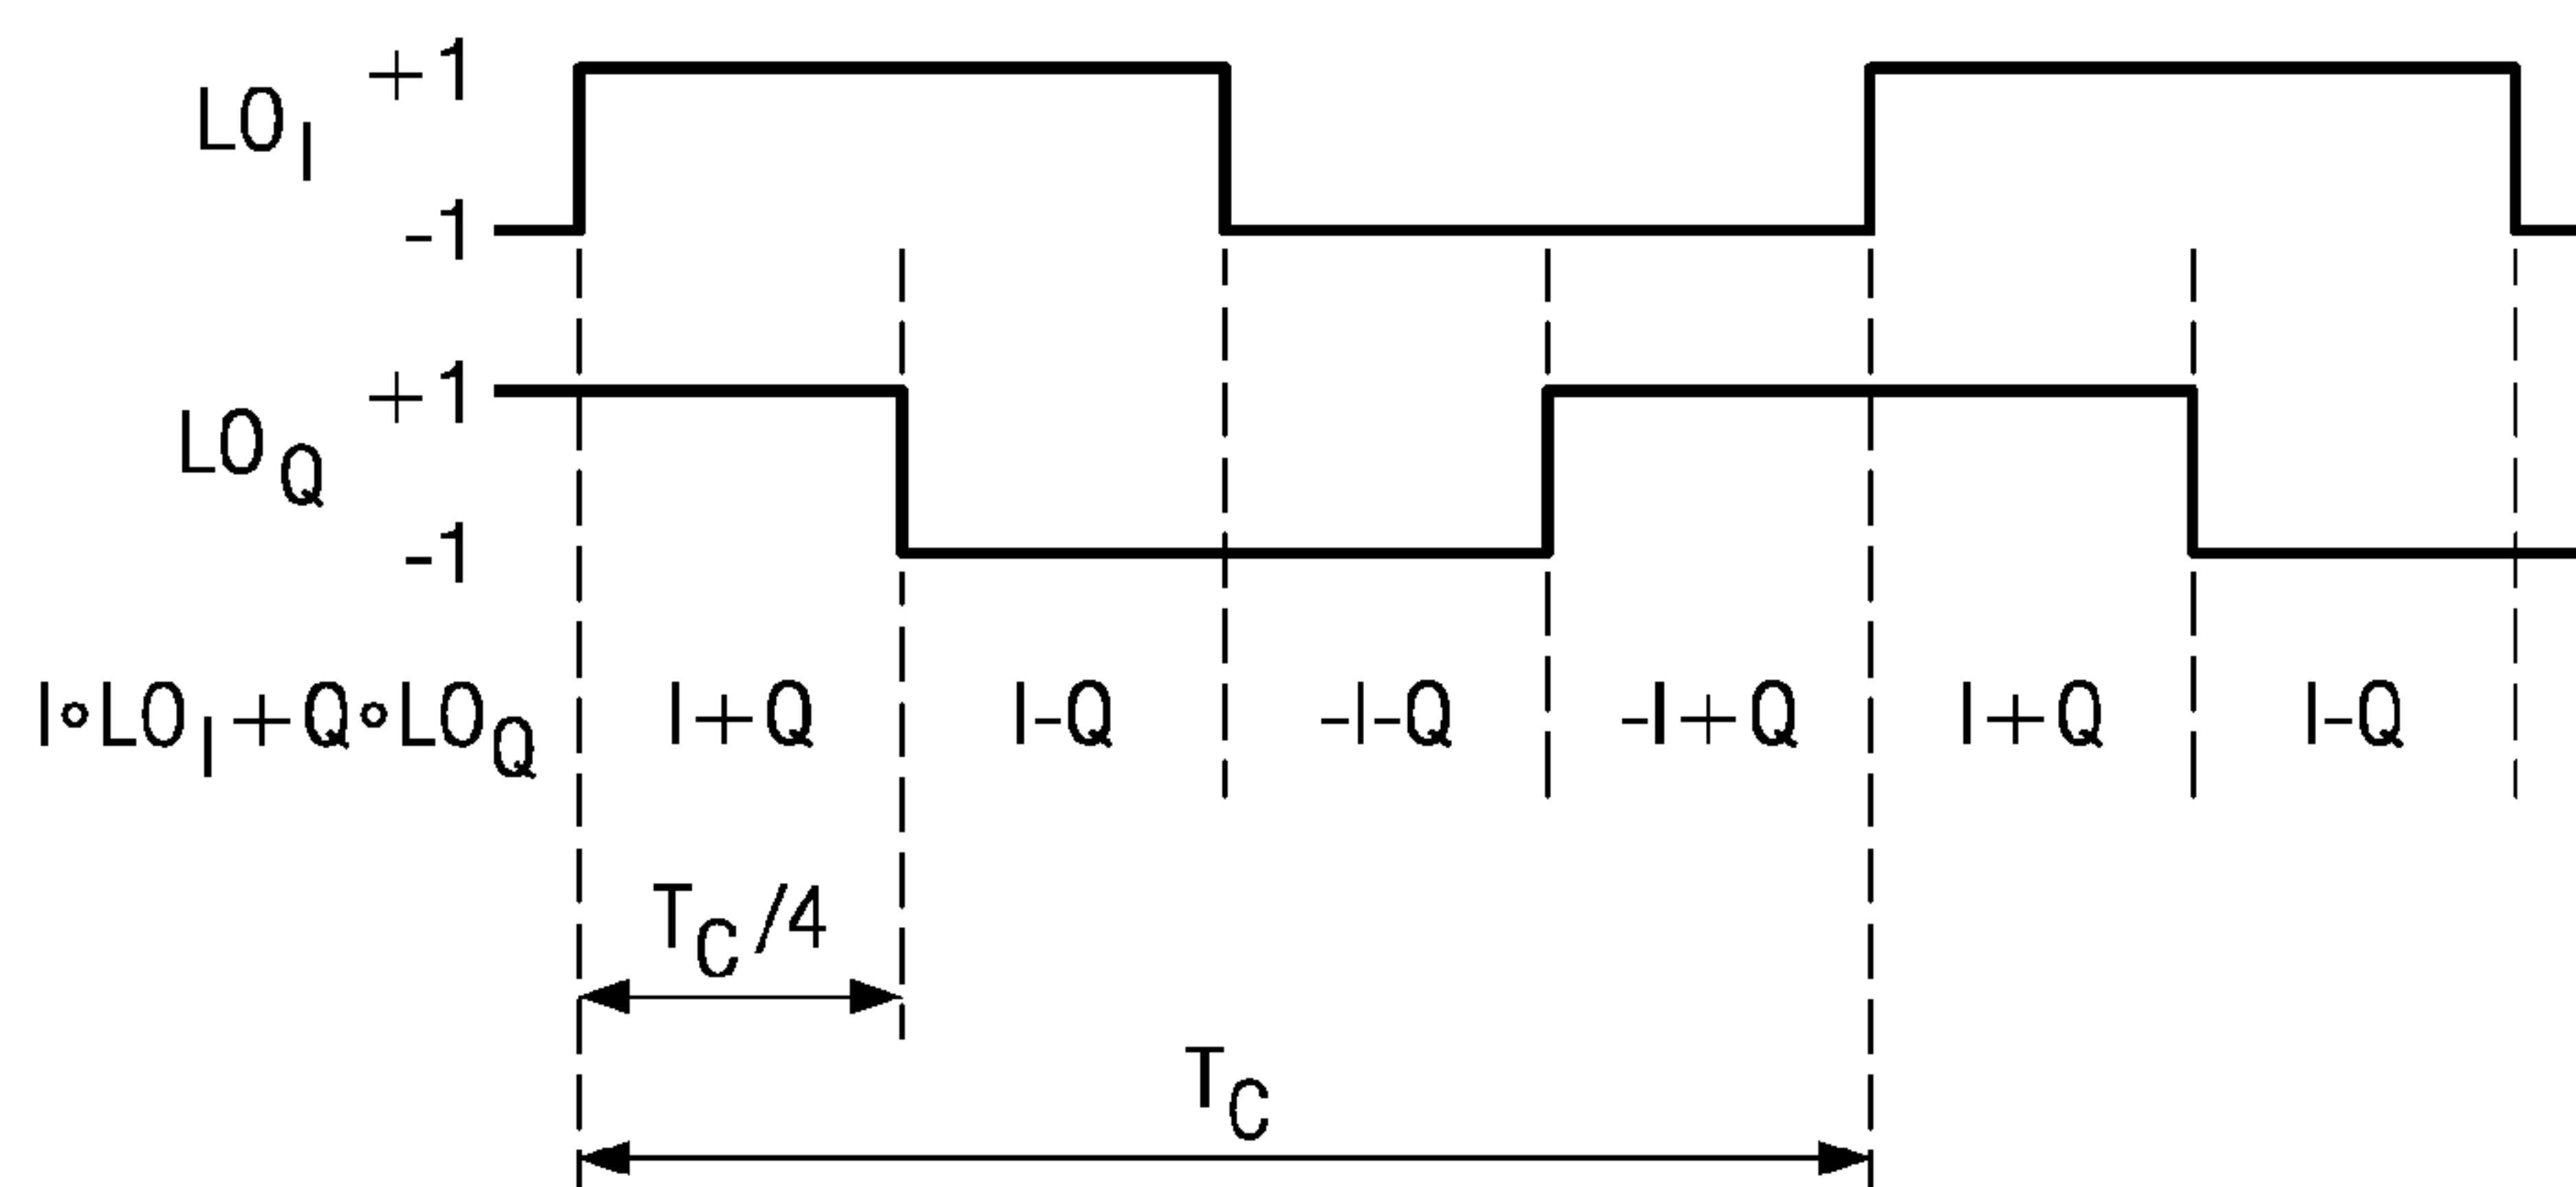 +1
LO_I
-1
+1
LO_Q
-1
I∘LO_I+Q∘LO_Q I+Q I-Q -I-Q -I+Q I+Q I-Q
T_C/4
T_C